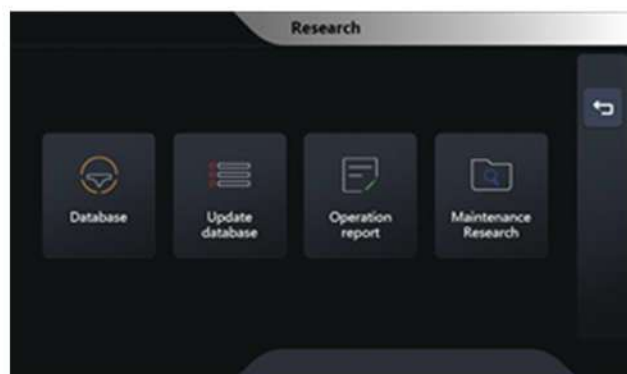 Research
Database
Update
database
Operation
report
Maintenance
Research